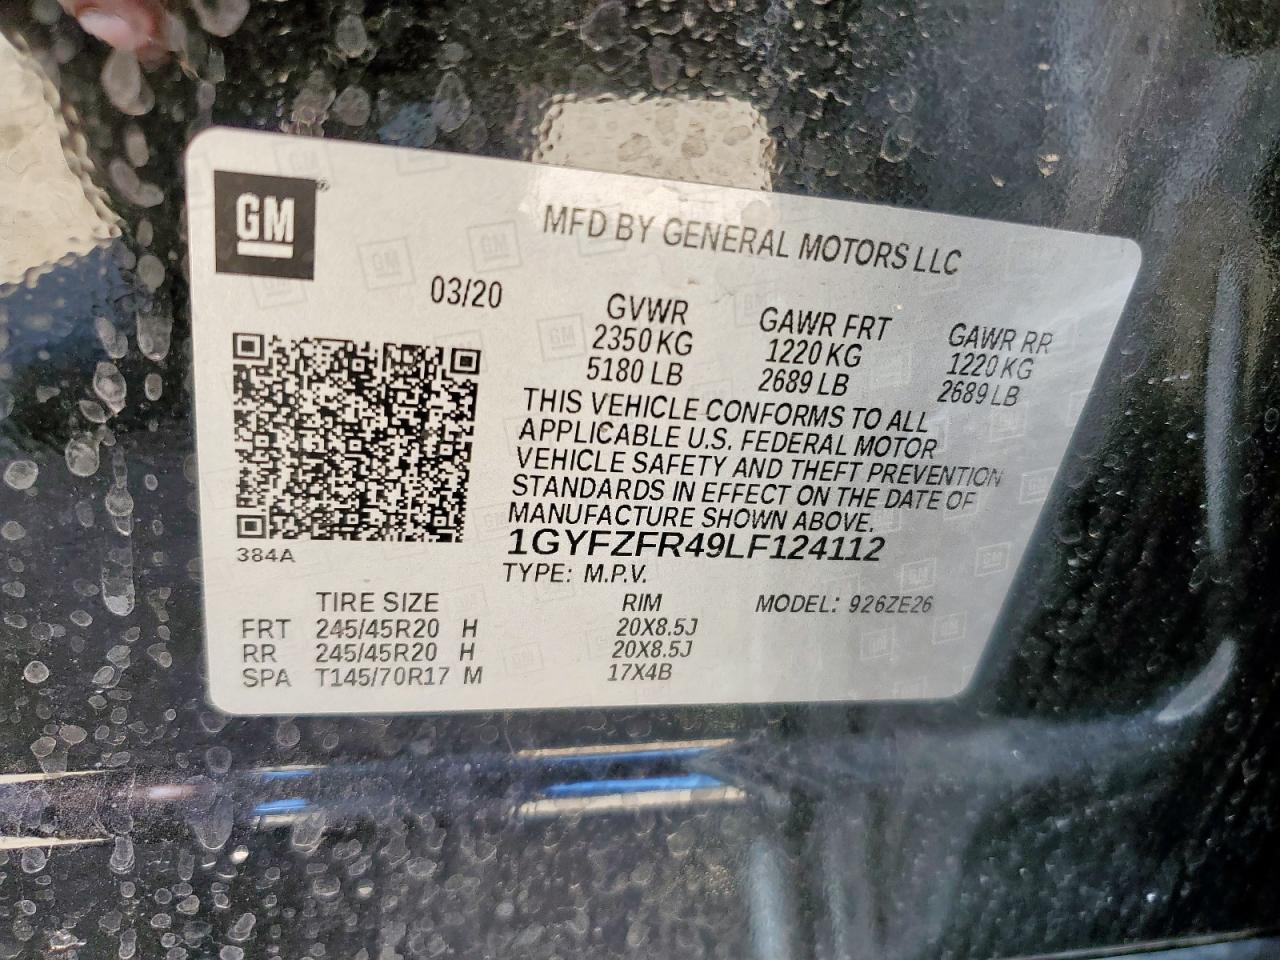 GM
MFD BY GENERAL MOTORS LLC
03/20
GVWR GAWR FRT GAWR RR
2350 KG 1220 KG 1220 KG
5180 LB 2689 LB 2689 LB
THIS VEHICLE CONFORMS TO ALL
APPLICABLE U.S. FEDERAL MOTOR
VEHICLE SAFETY AND THEFT PREVENTION
STANDARDS IN EFFECT ON THE DATE OF
MANUFACTURE SHOWN ABOVE.
1GYFZFR49LF124112
384A
TYPE: M.P.V.
TIRE SIZE RIM MODEL: 926ZE26
FRT 245/45R20 H 20X8.5J
RR 245/45R20 H 20X8.5J
SPA T145/70R17 M 17X4B